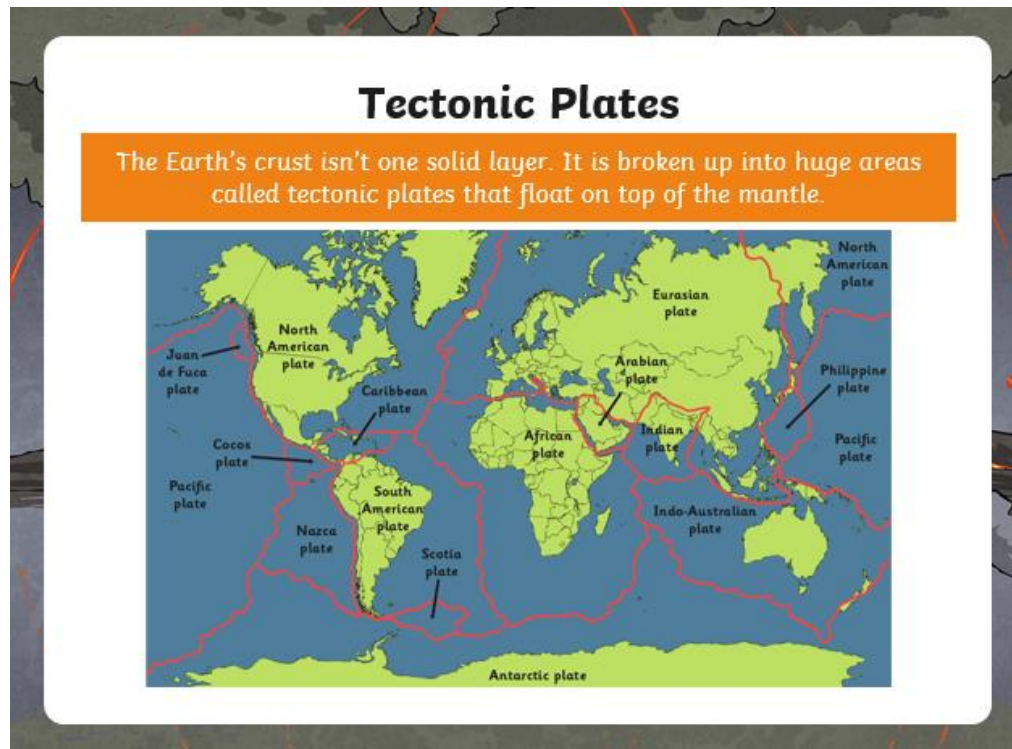 Tectonic Plates
The Earth's crust isn't one solid layer. It is broken up into huge areas
called tectonic plates that float on top of the mantle.
North
American
plate
Eurasian
plate
North
American
plate
Juan
de Fuca
plate
Caribbean
plate
Arabian
plate
Philippine
plate
Cocos
plate
African
plate
Indian
plate
Pacific
plate
Pacific
plate
South
American
plate
Nazca
plate
Indo-Australian
plate
Scotia
plate
Antarctic plate